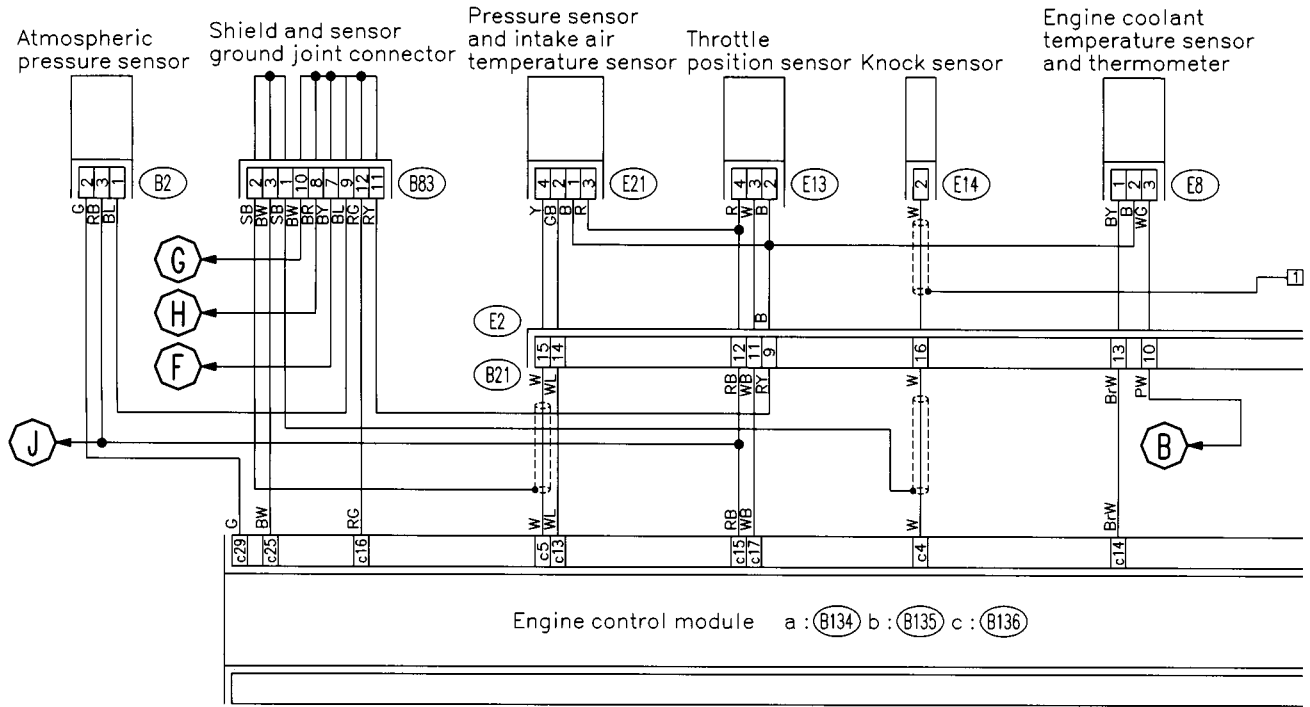 Atmospheric
pressure sensor
Shield and sensor
ground joint connector
Pressure sensor
and intake air
temperature sensor
Throttle
position sensor
Knock sensor
Engine coolant
temperature sensor
and thermometer
2 3 1
B2
2 3 1 10 8 7 9 12 11
B83
4 2 1 3
E21
4 3 2
E13
2
E14
1 2 3
E8
G RB BL
SB BW SB BW BR BY BL RG RY
Y GB B R
R W B
W
BY B WG
G
H
F
J
B
1
E2
B
15 14 12 11 9 16 13 10
B21
W WL RB WB RY W BrW PW
G BW RG W WL RB WB W BrW
c29 c25 c16 c5 c13 c15 c17 c4 c14
Engine control module a : B134 b : B135 c : B136